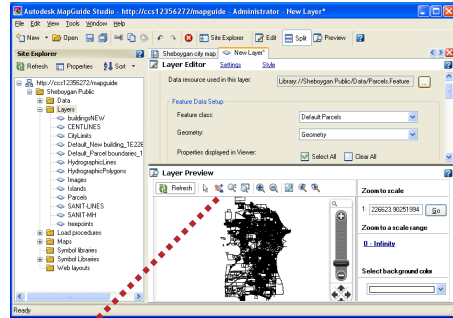 Autodesk MapGuide Studio - http://ccs12356272/mapguide - Administrator - New Layer*
File Edit View Tools Window Help
New Open Site Explorer Edit Split Preview
Site Explorer
Refresh Properties Sort
http://ccs12356272/mapguide
Sheboygan Public
Data
Layers
buildingsNEW
CENTLINES
CityLimits
Default_New building_1E22E
Default_Parcel boundaries_1
HydrographicLines
HydrographicPolygons
Images
Islands
Parcels
SANIT-LINES
SANIT-MH
treepoints
Load procedures
Maps
Symbol libraries
Symbol Libraries
Web layouts
Sheboygan city map New Layer*
Layer Editor Settings Style
Data resource used in this layer: Library://Sheboygan Public/Data/Parcels.Feature ...
Feature Data Setup
Feature class: Default:Parcels
Geometry: Geometry
Properties displayed in Viewer: Select All Clear All
Layer Preview
Refresh
Zoom to scale
1: 226623.90251994 Go
Zoom to a scale range
0 - Infinity
Select background color
Ready